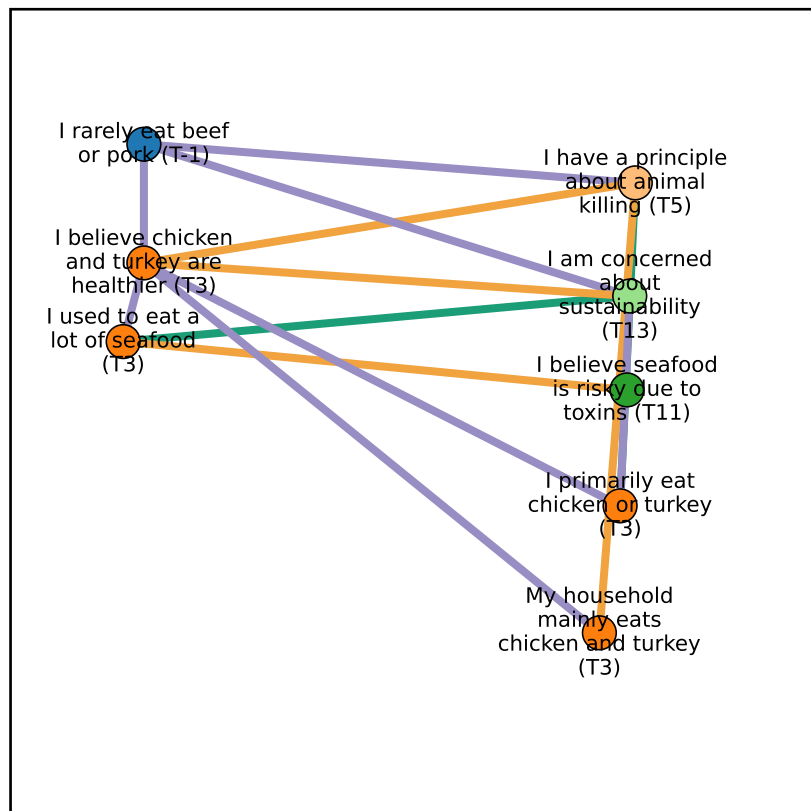 I rarely eat beef
or pork (T-1)
I have a principle
about animal
killing (T5)
I believe chicken
and turkey are
healthier (T3)
I am concerned
about
sustainability
(T13)
I used to eat a
lot of seafood
(T3)
I believe seafood
is risky due to
toxins (T11)
I primarily eat
chicken or turkey
(T3)
My household
mainly eats
chicken and turkey
(T3)